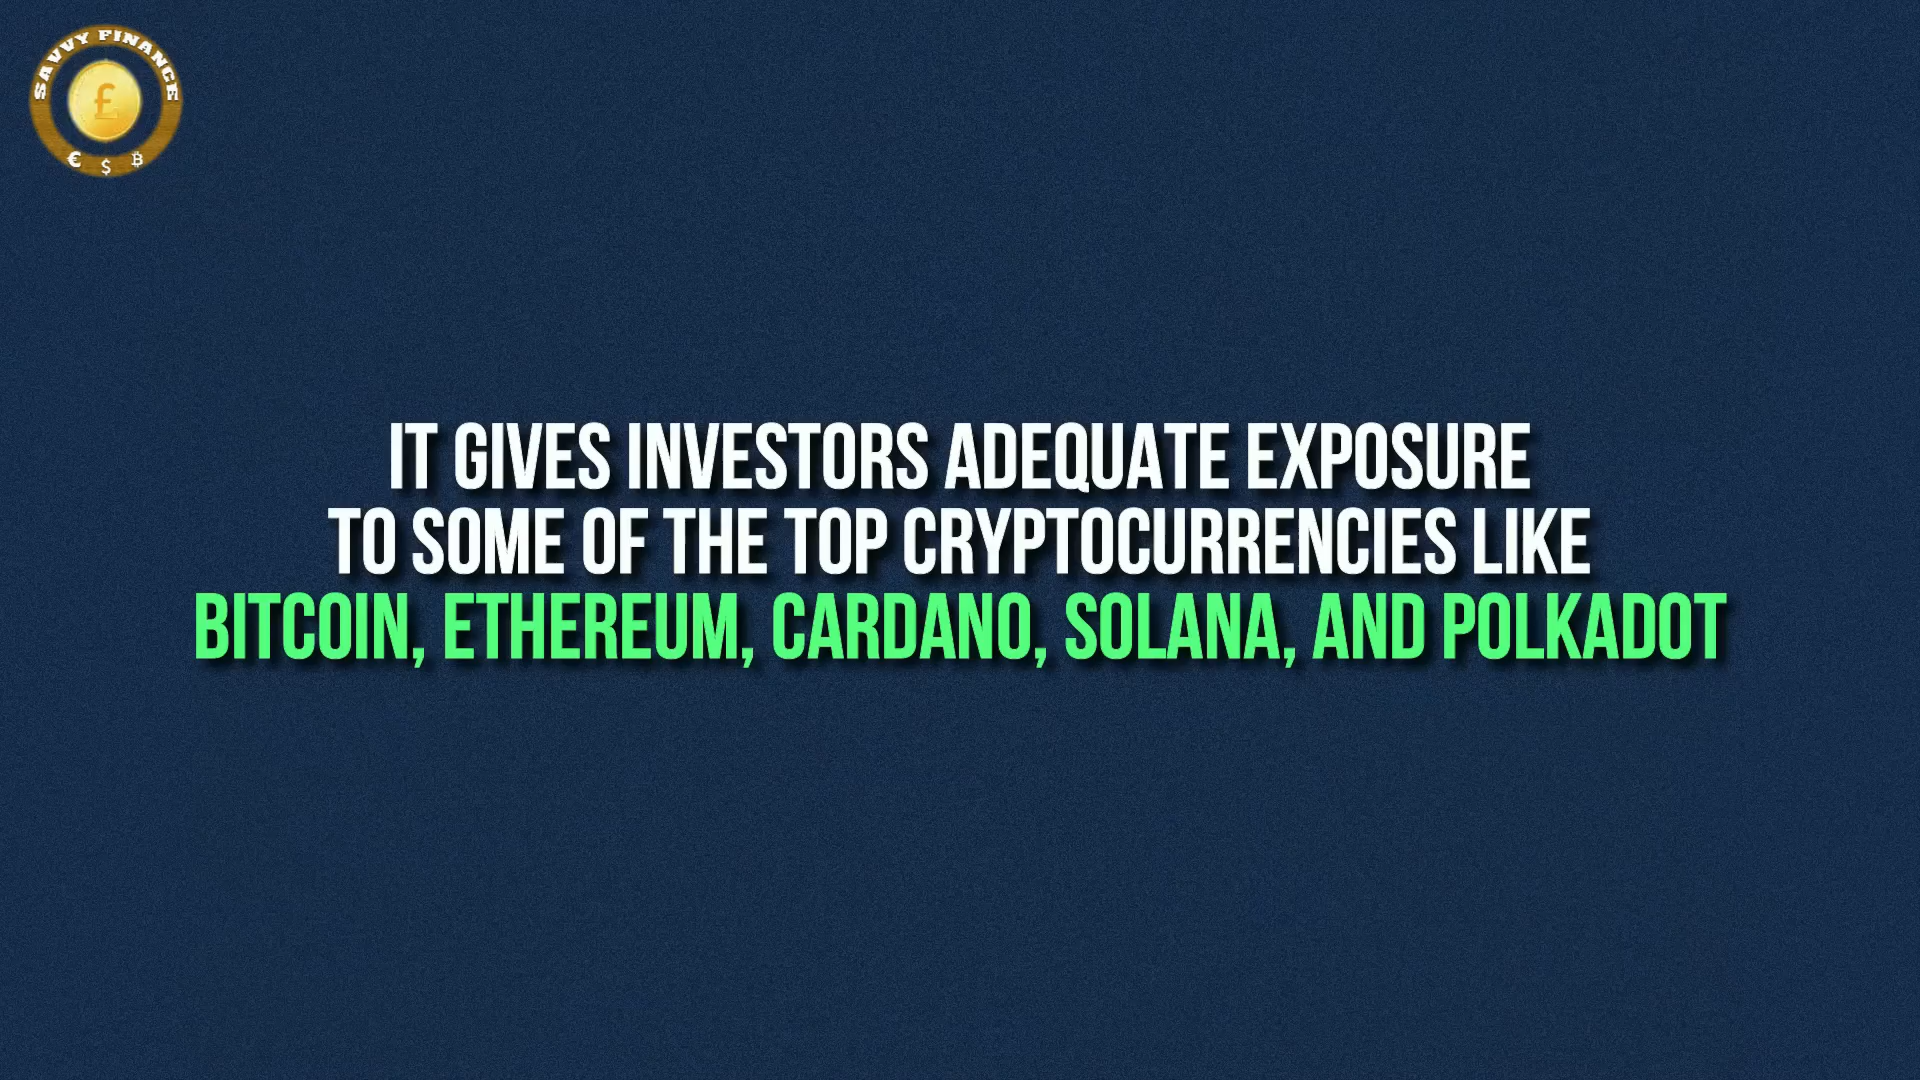 SAVVY FINANCE
£
€ $ ₿
IT GIVES INVESTORS ADEQUATE EXPOSURE
TO SOME OF THE TOP CRYPTOCURRENCIES LIKE
BITCOIN, ETHEREUM, CARDANO, SOLANA, AND POLKADOT